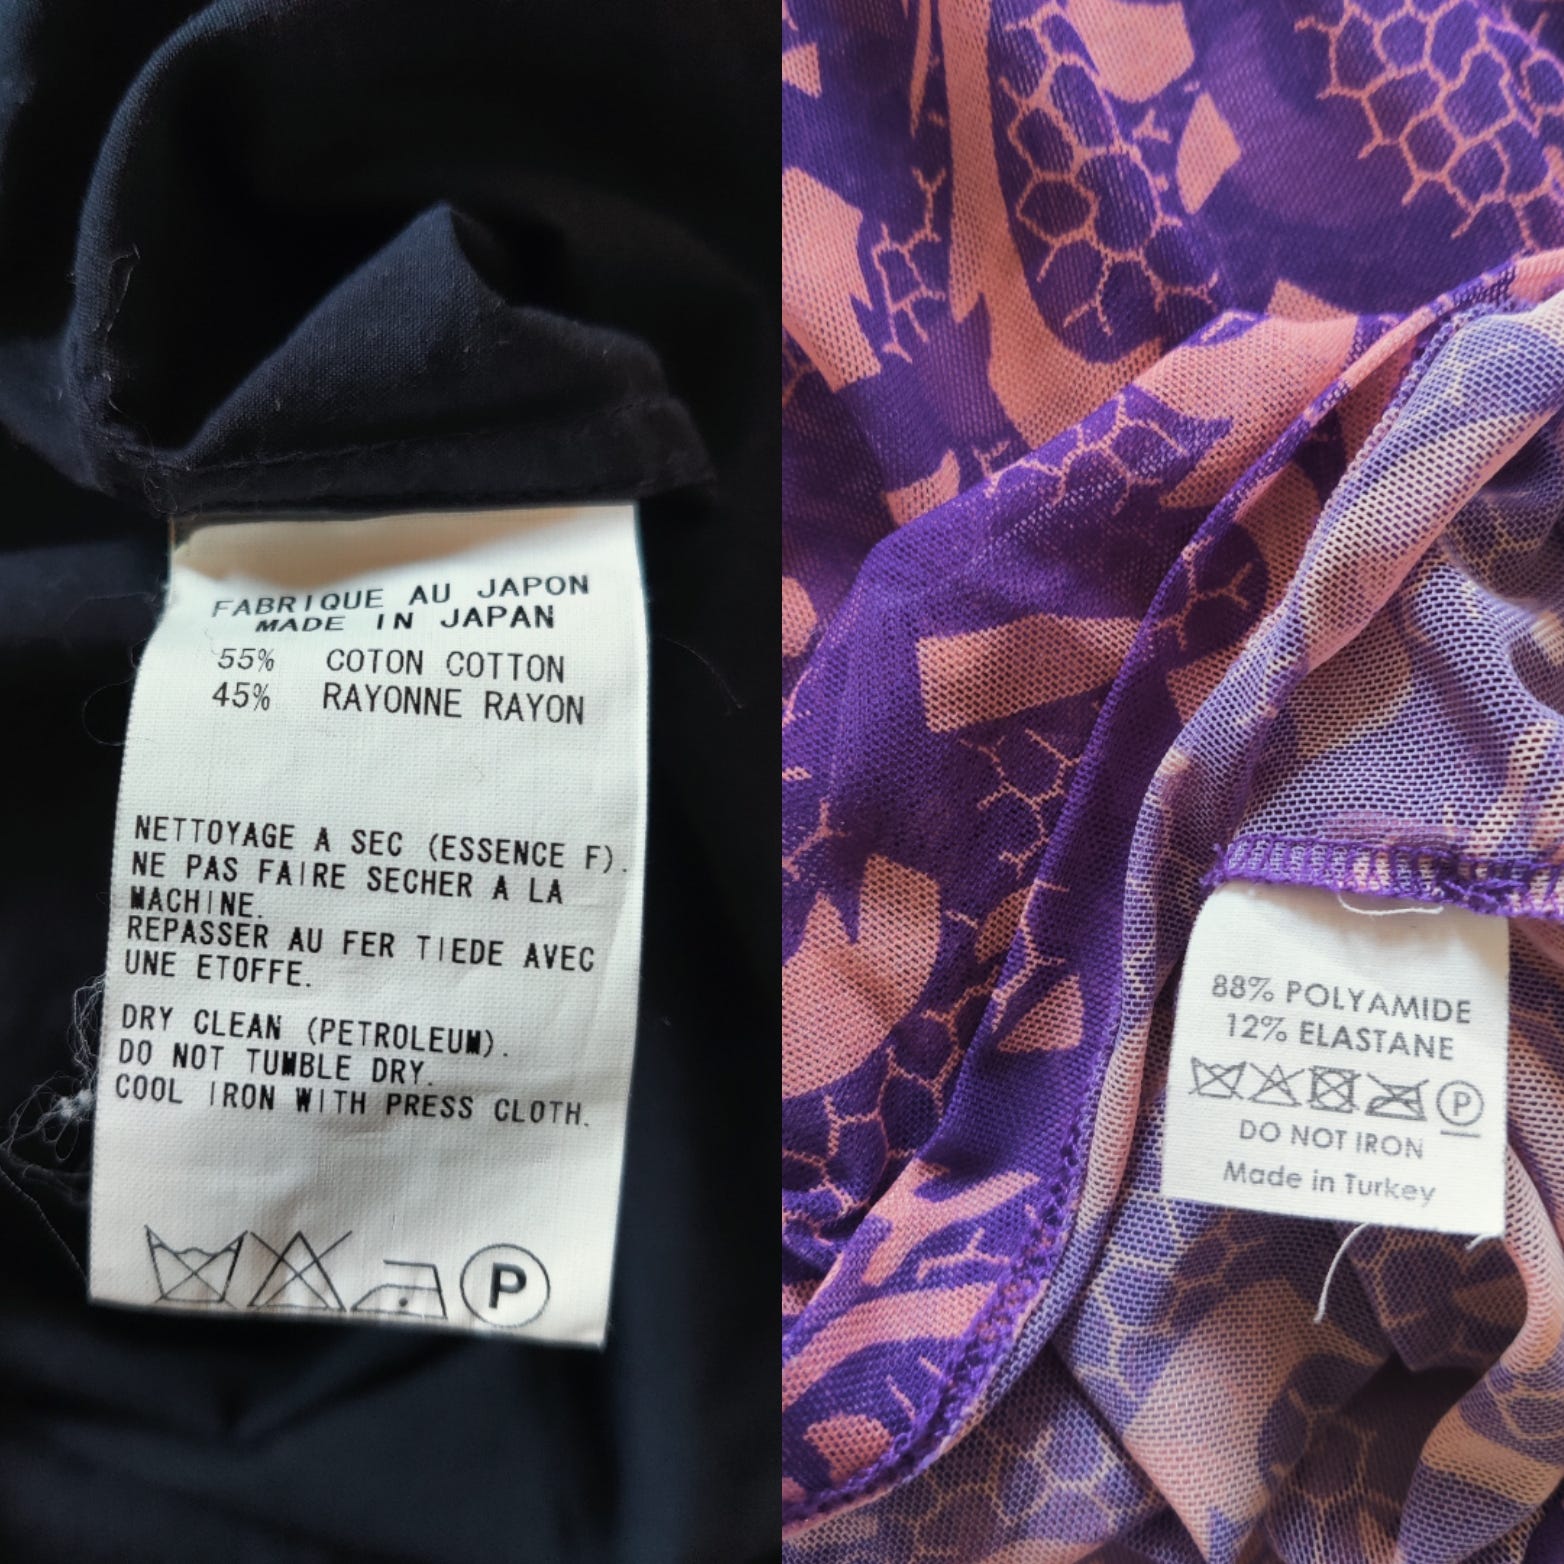 FABRIQUE AU JAPON
MADE IN JAPAN
55% COTON COTTON
45% RAYONNE RAYON
NETTOYAGE A SEC (ESSENCE F).
NE PAS FAIRE SECHER A LA
MACHINE.
REPASSER AU FER TIEDE AVEC
UNE ETOFFE.
DRY CLEAN (PETROLEUM).
DO NOT TUMBLE DRY.
COOL IRON WITH PRESS CLOTH.
P
88% POLYAMIDE
12% ELASTANE
P
DO NOT IRON
Made in Turkey